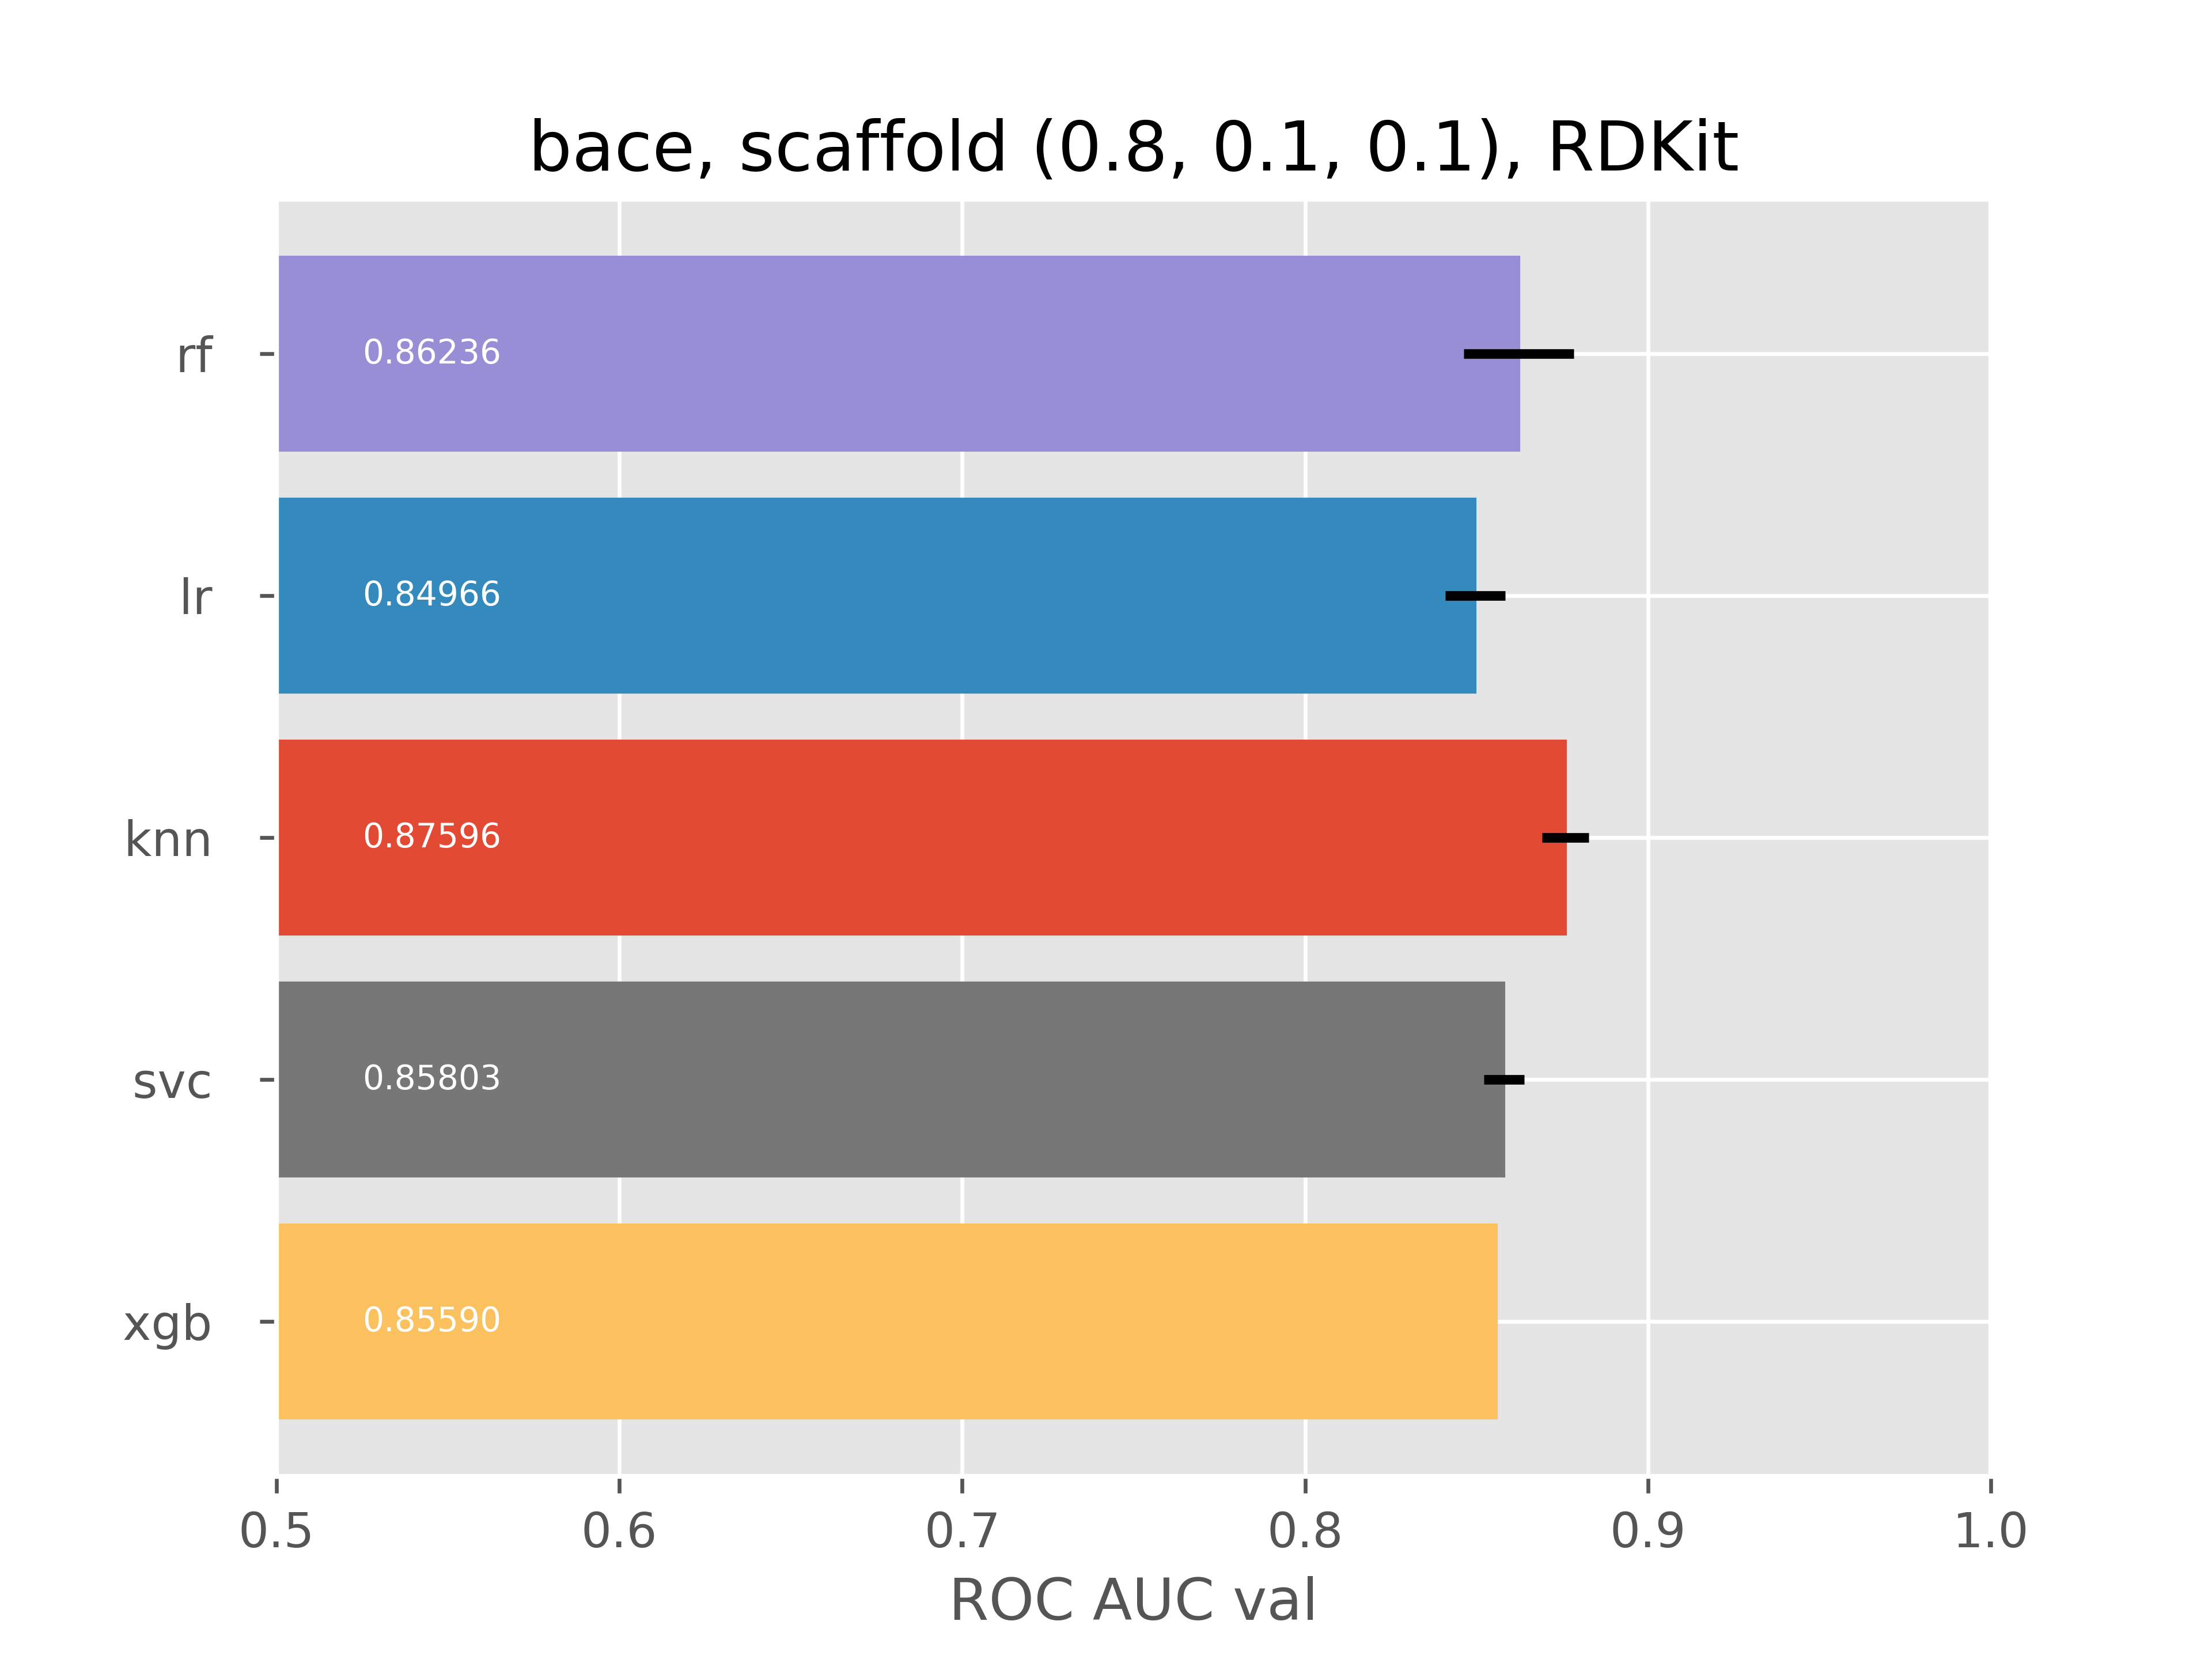 bace, scaffold (0.8, 0.1, 0.1), RDKit
rf
0.86236
lr
0.84966
knn
0.87596
svc
0.85803
xgb
0.85590
0.5 0.6 0.7 0.8 0.9 1.0
ROC AUC val